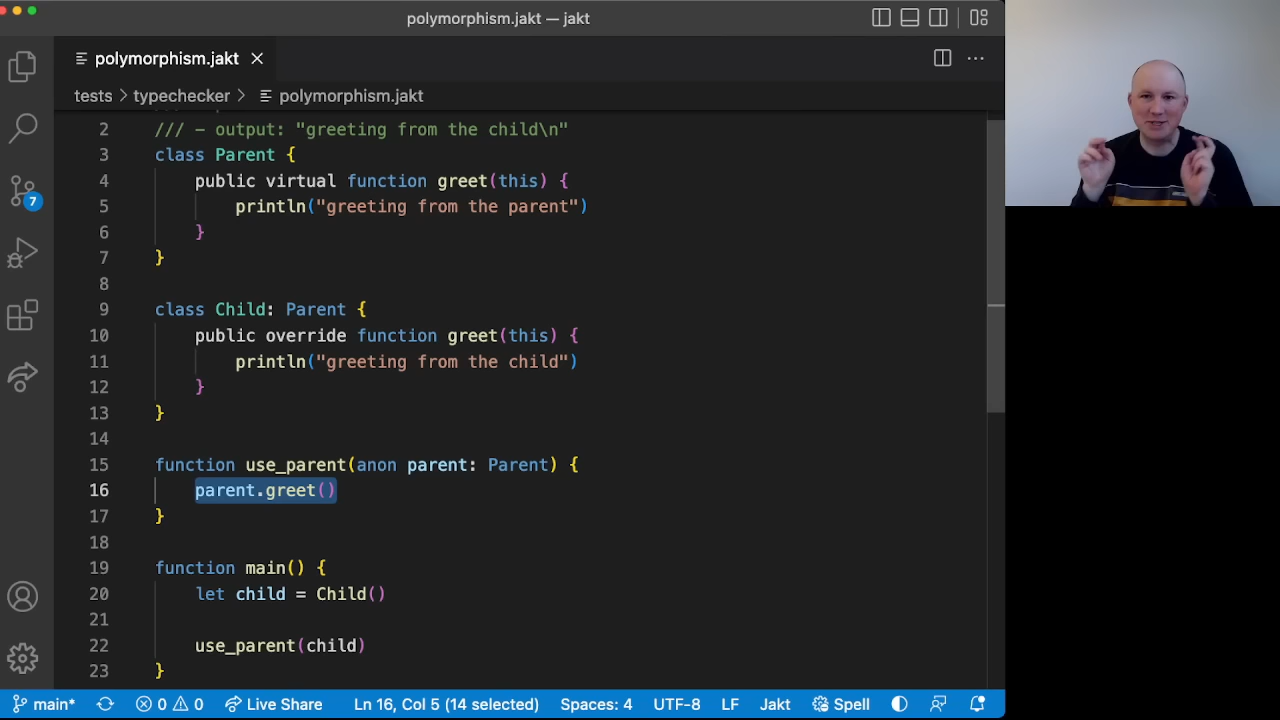 polymorphism.jakt — jakt
polymorphism.jakt
tests > typechecker > polymorphism.jakt
2 /// - output: "greeting from the child\n"
3 class Parent {
4 public virtual function greet(this) {
5 println("greeting from the parent")
6 }
7 }
8
9 class Child: Parent {
10 public override function greet(this) {
11 println("greeting from the child")
12 }
13 }
14
15 function use_parent(anon parent: Parent) {
16 parent.greet()
17 }
18
19 function main() {
20 let child = Child()
21
22 use_parent(child)
23 }
7
main* 0 0 Live Share Ln 16, Col 5 (14 selected) Spaces: 4 UTF-8 LF Jakt Spell